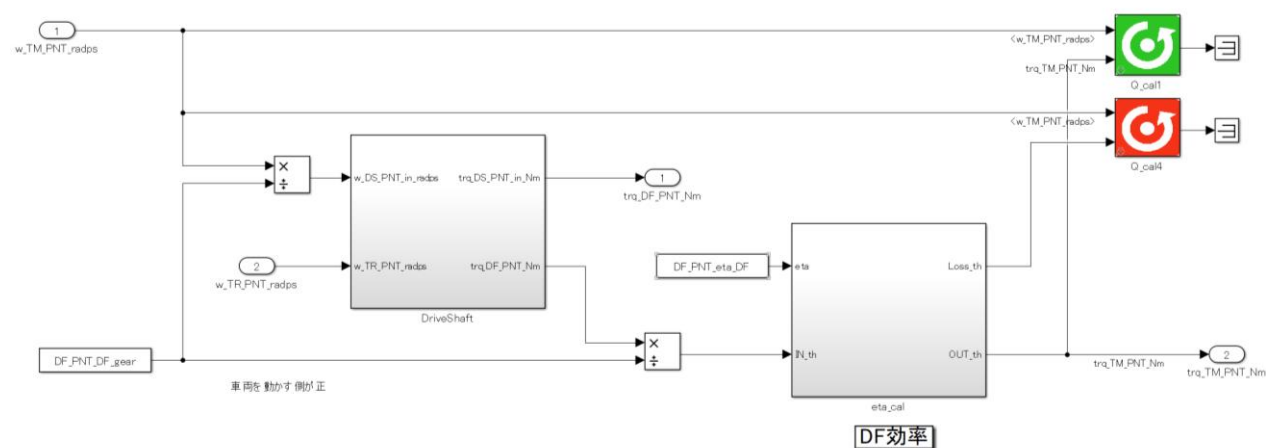 1
w_TM_PNT_radps
<w_TM_PNT_radps>
trq_TM_PNT_Nm
Q_cal1
<w_TM_PNT_radps>
Q_cal4
×
÷
w_DS_PNT_in_radps
trq_DS_PNT_in_Nm
1
trq_DF_PNT_Nm
2
w_TR_PNT_radps
w_TR_PNT_radps
trq_DF_PNT_Nm
DriveShaft
DF_PNT_eta_DF
eta
Loss_th
DF_PNT_DF_gear
×
÷
IN_th
OUT_th
trq_TM_PNT_Nm
2
trq_TM_PNT_Nm
車両を動かす側が正
eta_cal
DF効率